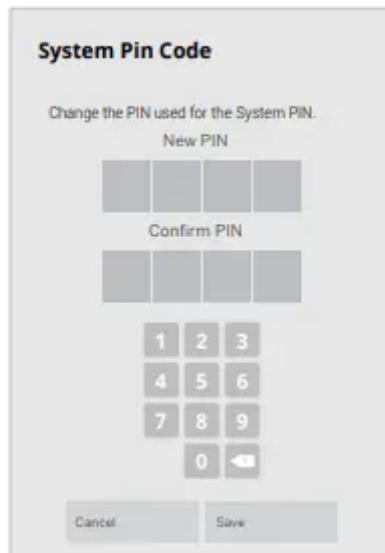 System Pin Code
Change the PIN used for the System PIN.
New PIN
Confirm PIN
1 2 3
4 5 6
7 8 9
0
Cancel Save